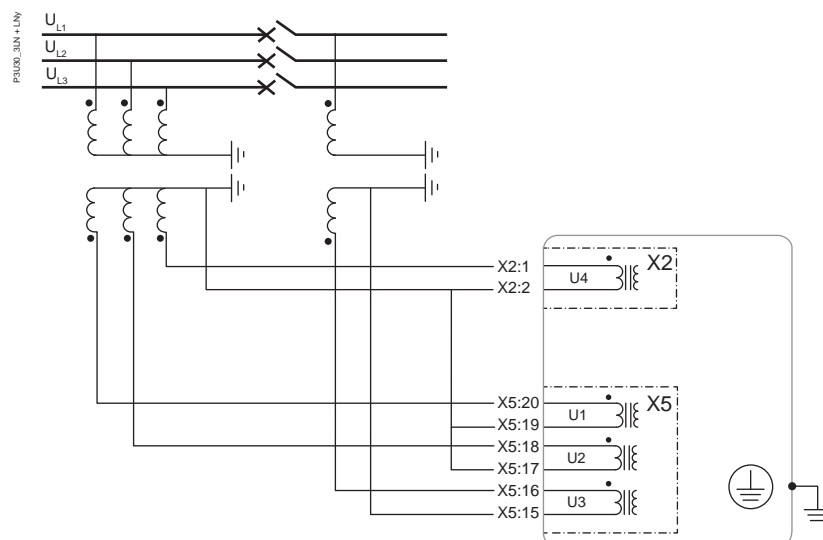 P3U30_3LN + LNy
UL1
UL2
UL3
X2:1
X2:2
U4
X2
X5:20
X5:19
X5:18
X5:17
X5:16
X5:15
U1
U2
U3
X5